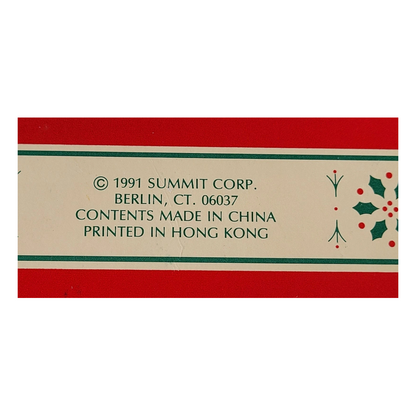 © 1991 SUMMIT CORP.
BERLIN, CT. 06037
CONTENTS MADE IN CHINA
PRINTED IN HONG KONG